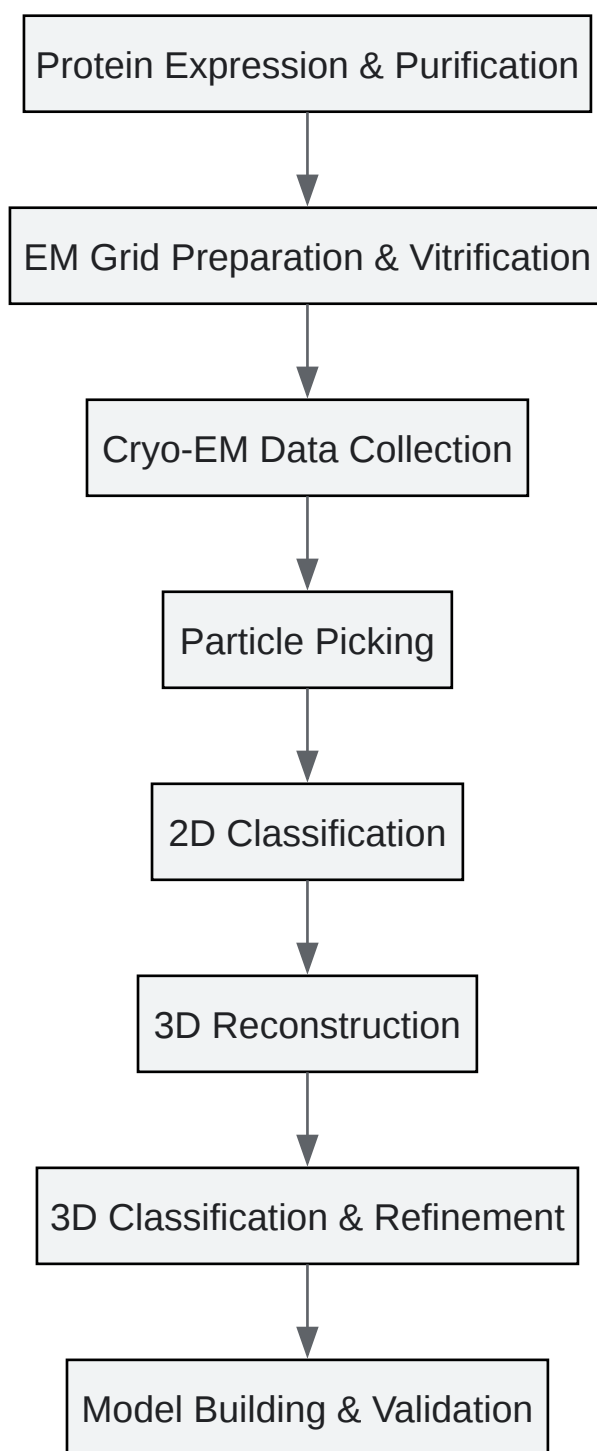 Protein Expression & Purification
EM Grid Preparation & Vitrification
Cryo-EM Data Collection
Particle Picking
2D Classification
3D Reconstruction
3D Classification & Refinement
Model Building & Validation